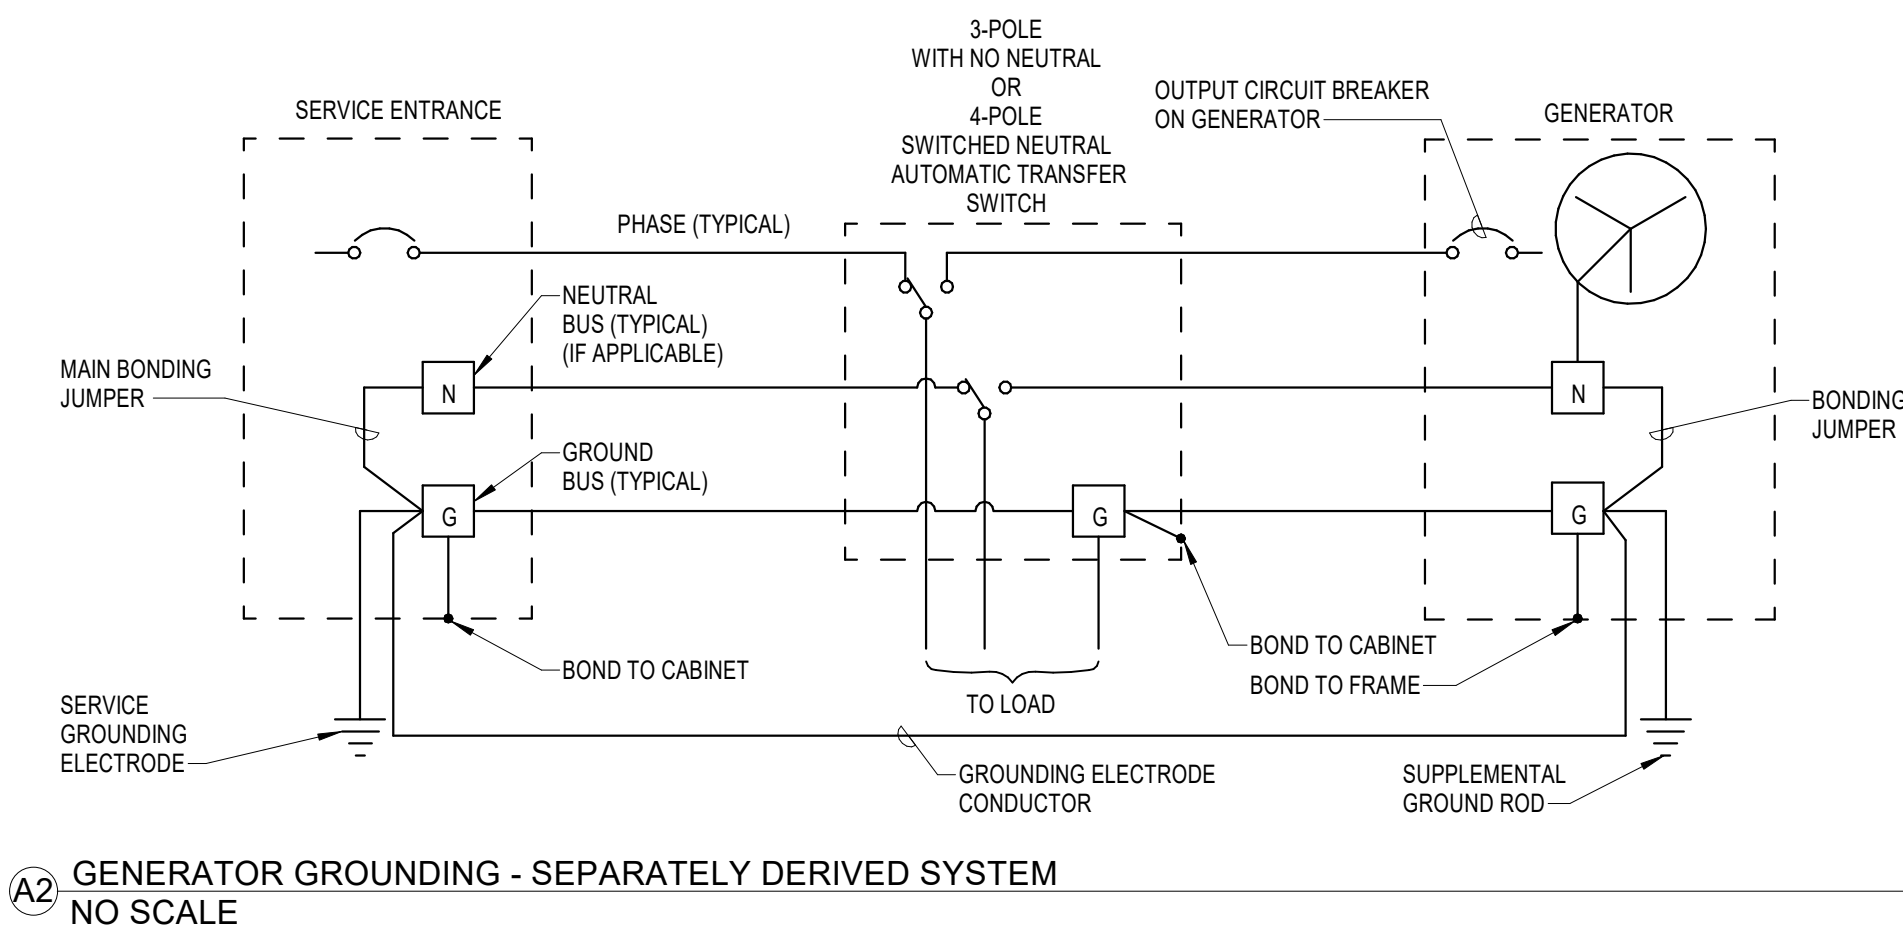 3-POLE
WITH NO NEUTRAL
OR
4-POLE
SWITCHED NEUTRAL
AUTOMATIC TRANSFER
SWITCH
SERVICE ENTRANCE
OUTPUT CIRCUIT BREAKER
ON GENERATOR
GENERATOR
PHASE (TYPICAL)
NEUTRAL
BUS (TYPICAL)
(IF APPLICABLE)
MAIN BONDING
JUMPER
N
N
BONDING
JUMPER
GROUND
BUS (TYPICAL)
G
G
G
BOND TO CABINET
BOND TO CABINET
BOND TO FRAME
TO LOAD
SERVICE
GROUNDING
ELECTRODE
GROUNDING ELECTRODE
CONDUCTOR
SUPPLEMENTAL
GROUND ROD
A2
GENERATOR GROUNDING - SEPARATELY DERIVED SYSTEM
NO SCALE